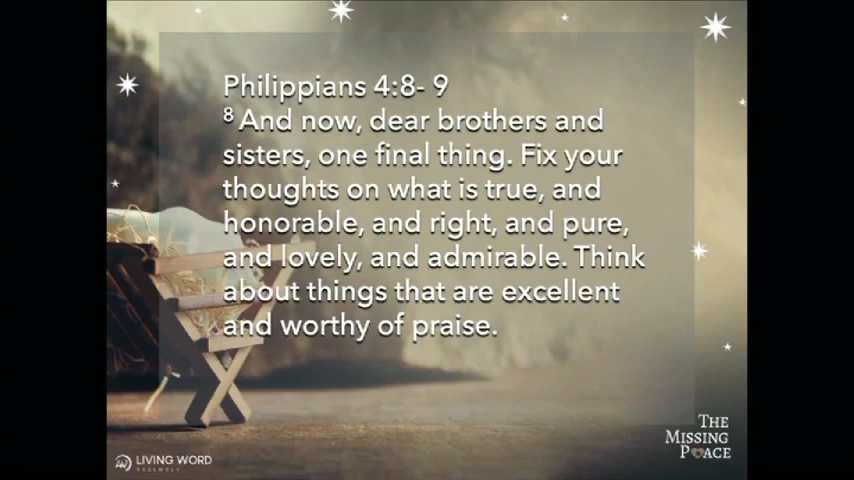 Philippians 4:8- 9
8 And now, dear brothers and
sisters, one final thing. Fix your
thoughts on what is true, and
honorable, and right, and pure,
and lovely, and admirable. Think
about things that are excellent
and worthy of praise.
THE
MISSING
PEACE
LIVING WORD
ASSEMBLY